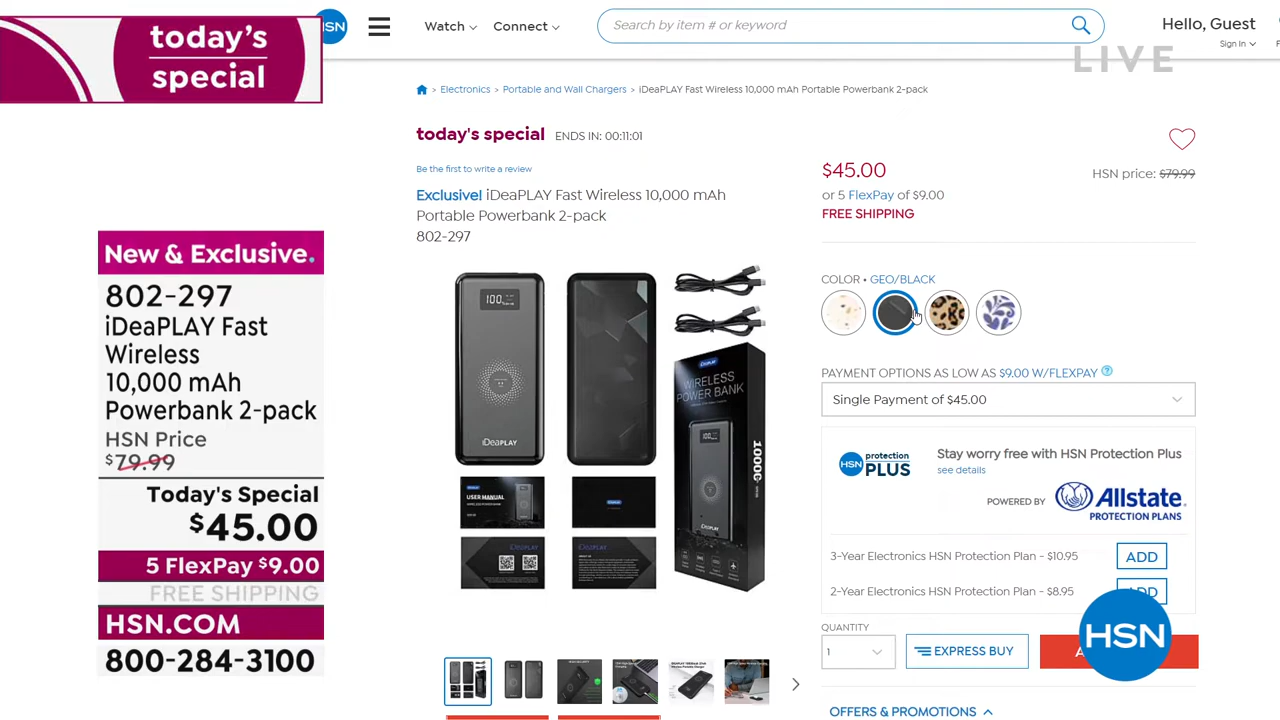 today's
special
HSN
Watch
Connect
Search by item # or keyword
Hello, Guest
Sign In
LIVE
> Electronics > Portable and Wall Chargers > iDeaPLAY Fast Wireless 10,000 mAh Portable Powerbank 2-pack
today's special ENDS IN: 00:11:01
Be the first to write a review
Exclusive! iDeaPLAY Fast Wireless 10,000 mAh
Portable Powerbank 2-pack
802-297
$45.00
HSN price: $79.99
or 5 FlexPay of $9.00
FREE SHIPPING
New & Exclusive.
802-297
iDeaPLAY Fast
Wireless
10,000 mAh
Powerbank 2-pack
HSN Price
$79.99
Today's Special
$45.00
5 FlexPay $9.00
FREE SHIPPING
HSN.COM
800-284-3100
100
iDeaPLAY
WIRELESS
POWER BANK
USER MANUAL
COLOR • GEO/BLACK
PAYMENT OPTIONS AS LOW AS $9.00 W/FLEXPAY ?
Single Payment of $45.00
HSN protection PLUS
Stay worry free with HSN Protection Plus
see details
POWERED BY Allstate
PROTECTION PLANS
3-Year Electronics HSN Protection Plan - $10.95 ADD
2-Year Electronics HSN Protection Plan - $8.95
QUANTITY
1
EXPRESS BUY
HSN
OFFERS & PROMOTIONS